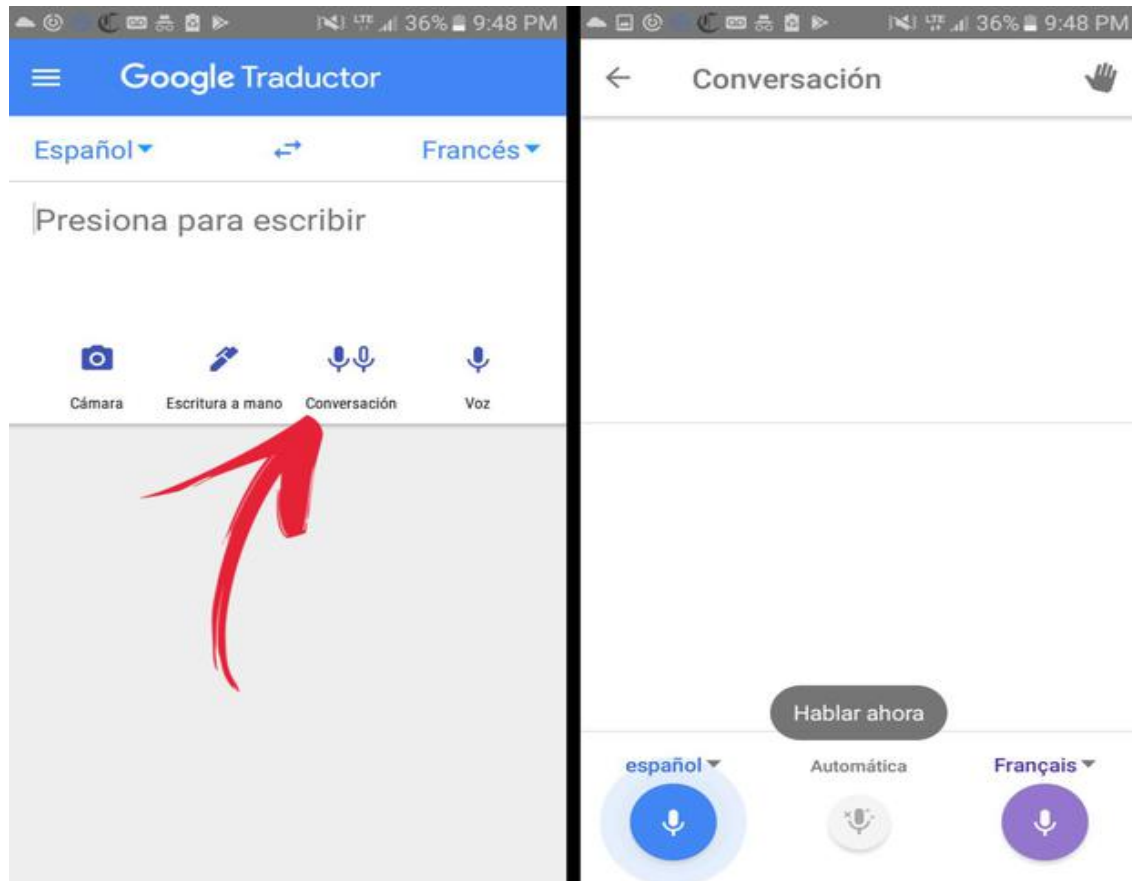 36% 9:48 PM
Google Traductor
Español Francés
Presiona para escribir
Cámara Escritura a mano Conversación Voz
LTE 36% 9:48 PM
Conversación
Hablar ahora
español Automática Français